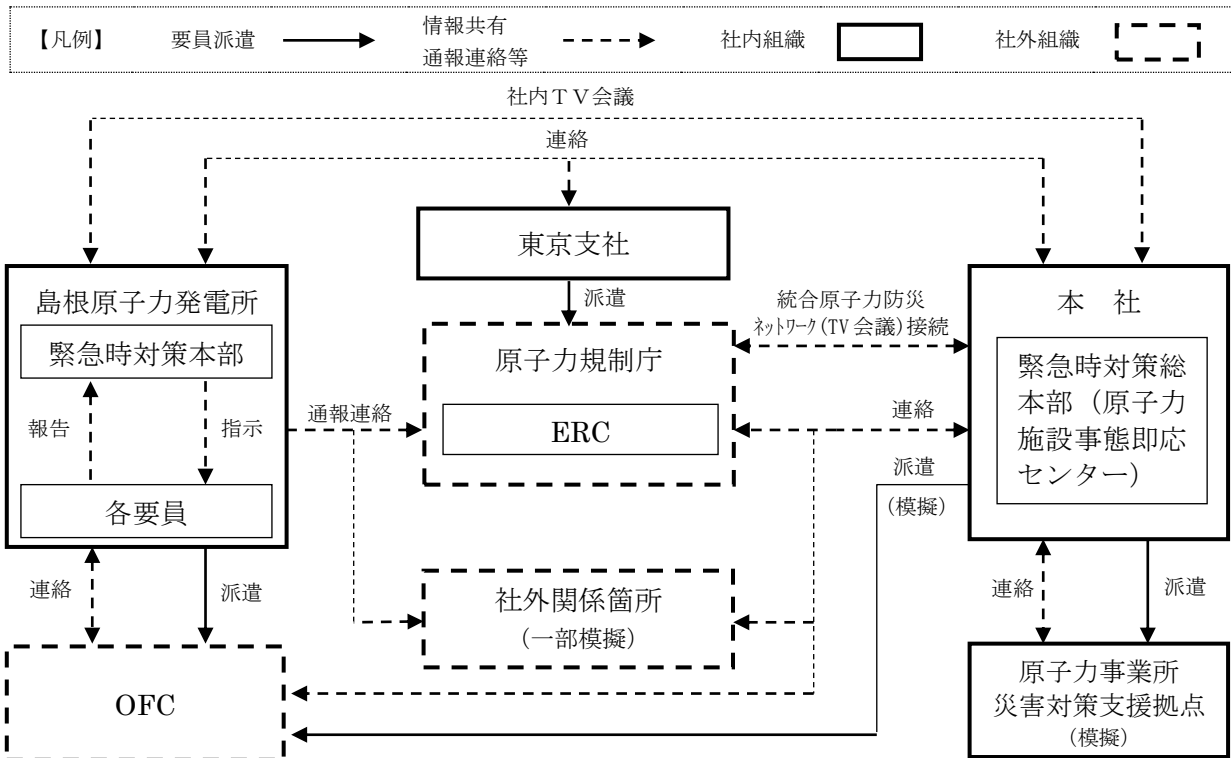 【凡例】
要員派遣
情報共有
通報連絡等
社内組織
社外組織
社内ＴＶ会議
連絡
東京支社
派遣
島根原子力発電所
緊急時対策本部
報告
指示
各要員
通報連絡
原子力規制庁
ERC
統合原子力防災
ﾈｯﾄﾜｰｸ(TV会議)接続
連絡
派遣
(模擬)
本　社
緊急時対策総
本部（原子力
施設事態即応
センター）
連絡
派遣
社外関係箇所
(一部模擬)
連絡
派遣
OFC
原子力事業所
災害対策支援拠点
(模擬)